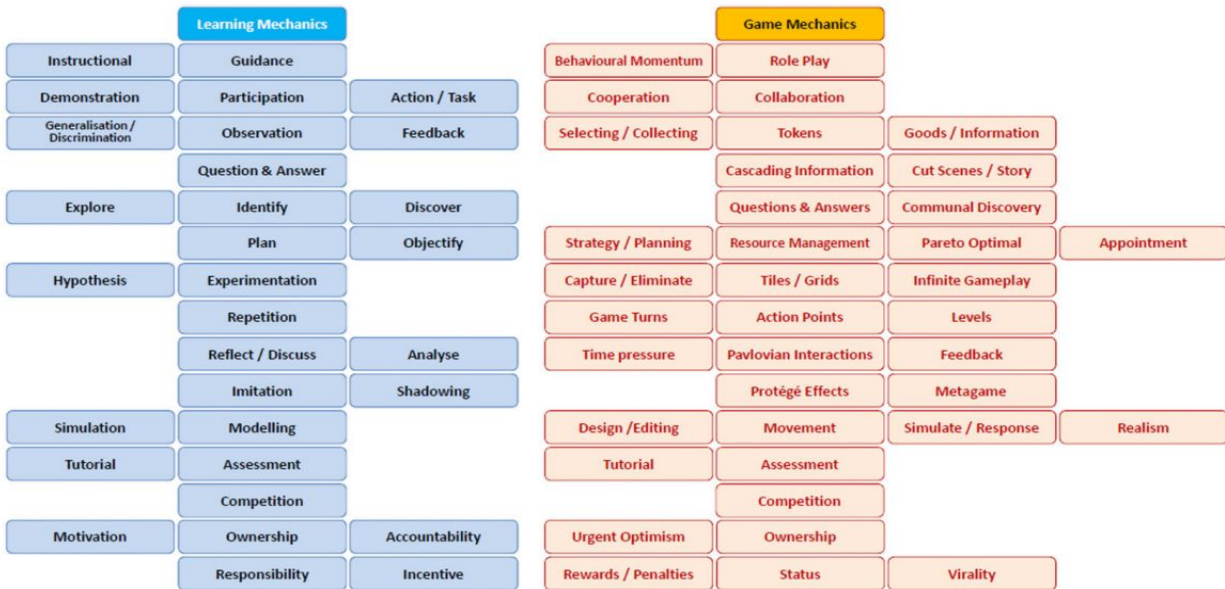 Learning Mechanics
Instructional
Guidance
Demonstration
Participation
Action / Task
Generalisation /
Discrimination
Observation
Feedback
Question & Answer
Explore
Identify
Discover
Plan
Objectify
Hypothesis
Experimentation
Repetition
Reflect / Discuss
Analyse
Imitation
Shadowing
Simulation
Modelling
Tutorial
Assessment
Competition
Motivation
Ownership
Accountability
Responsibility
Incentive
Game Mechanics
Behavioural Momentum
Role Play
Cooperation
Collaboration
Selecting / Collecting
Tokens
Goods / Information
Cascading Information
Cut Scenes / Story
Questions & Answers
Communal Discovery
Strategy / Planning
Resource Management
Pareto Optimal
Appointment
Capture / Eliminate
Tiles / Grids
Infinite Gameplay
Game Turns
Action Points
Levels
Time pressure
Pavlovian Interactions
Feedback
Protégé Effects
Metagame
Design /Editing
Movement
Simulate / Response
Realism
Tutorial
Assessment
Competition
Urgent Optimism
Ownership
Rewards / Penalties
Status
Virality